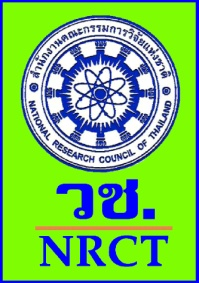 สำนักงานคณะกรรมการวิจัยแห่งชาติ
NATIONAL RESEARCH COUNCIL OF THAILAND
วช.
NRCT